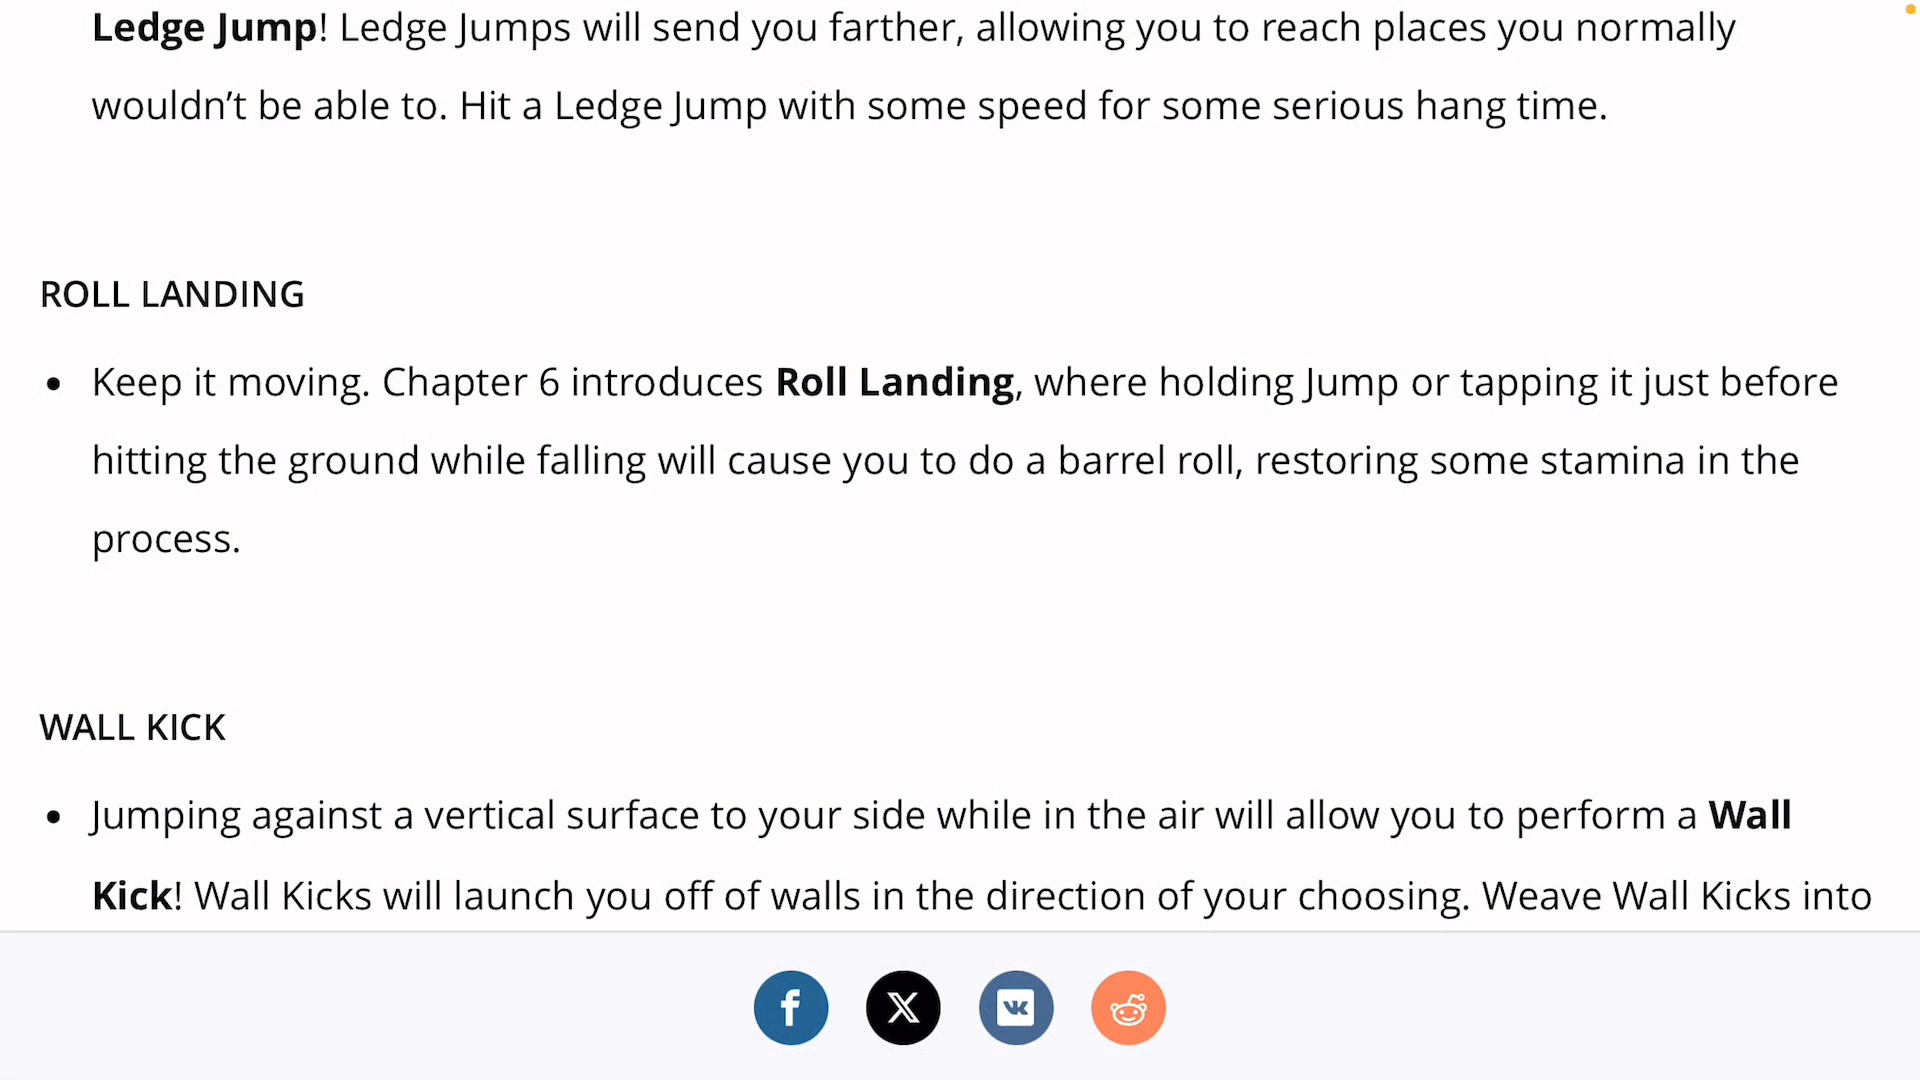 Ledge Jump! Ledge Jumps will send you farther, allowing you to reach places you normally
wouldn’t be able to. Hit a Ledge Jump with some speed for some serious hang time.
ROLL LANDING
• Keep it moving. Chapter 6 introduces Roll Landing, where holding Jump or tapping it just before
hitting the ground while falling will cause you to do a barrel roll, restoring some stamina in the
process.
WALL KICK
• Jumping against a vertical surface to your side while in the air will allow you to perform a Wall
Kick! Wall Kicks will launch you off of walls in the direction of your choosing. Weave Wall Kicks into